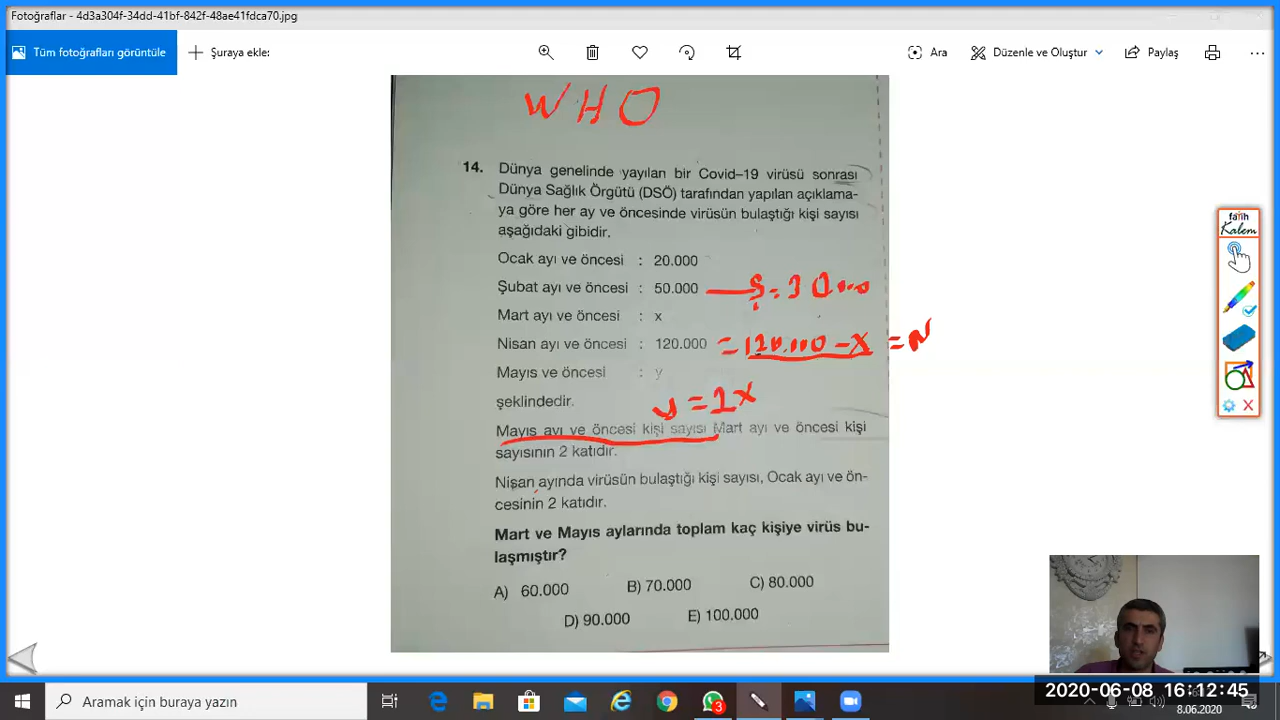 Fotoğraflar - 4d3a304f-34dd-41bf-842f-48ae41fdca70.jpg
Tüm fotoğrafları görüntüle
Şuraya ekle:
Ara
Düzenle ve Oluştur
Paylaş
WHO
14. Dünya genelinde yayılan bir Covid–19 virüsü sonrası
Dünya Sağlık Örgütü (DSÖ) tarafından yapılan açıklama-
ya göre her ay ve öncesinde virüsün bulaştığı kişi sayısı
aşağıdaki gibidir.
Ocak ayı ve öncesi : 20.000
Şubat ayı ve öncesi : 50.000 Ş = 30.000
Mart ayı ve öncesi : x
Nisan ayı ve öncesi : 120.000 = 120.000 - x = N
Mayıs ve öncesi : y
şeklindedir.
y = 2x
Mayıs ayı ve öncesi kişi sayısı Mart ayı ve öncesi kişi
sayısının 2 katıdır.
Nişan ayında virüsün bulaştığı kişi sayısı, Ocak ayı ve ön-
cesinin 2 katıdır.
Mart ve Mayıs aylarında toplam kaç kişiye virüs bu-
laşmıştır?
A) 60.000 B) 70.000 C) 80.000
D) 90.000 E) 100.000
fatih
Kalem
Aramak için buraya yazın
3
2020-06-08 16:12:45
8.06.2020